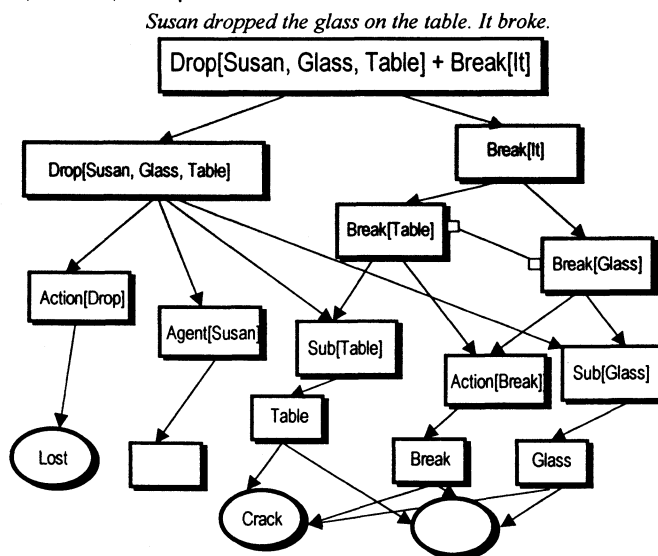 Susan dropped the glass on the table. It broke.
Drop[Susan, Glass, Table] + Break[It]
Break[It]
Drop[Susan, Glass, Table]
Break[Table]
Break[Glass]
Action[Drop]
Agent[Susan]
Sub[Table]
Action[Break]
Sub[Glass]
Table
Lost
Break
Glass
Crack